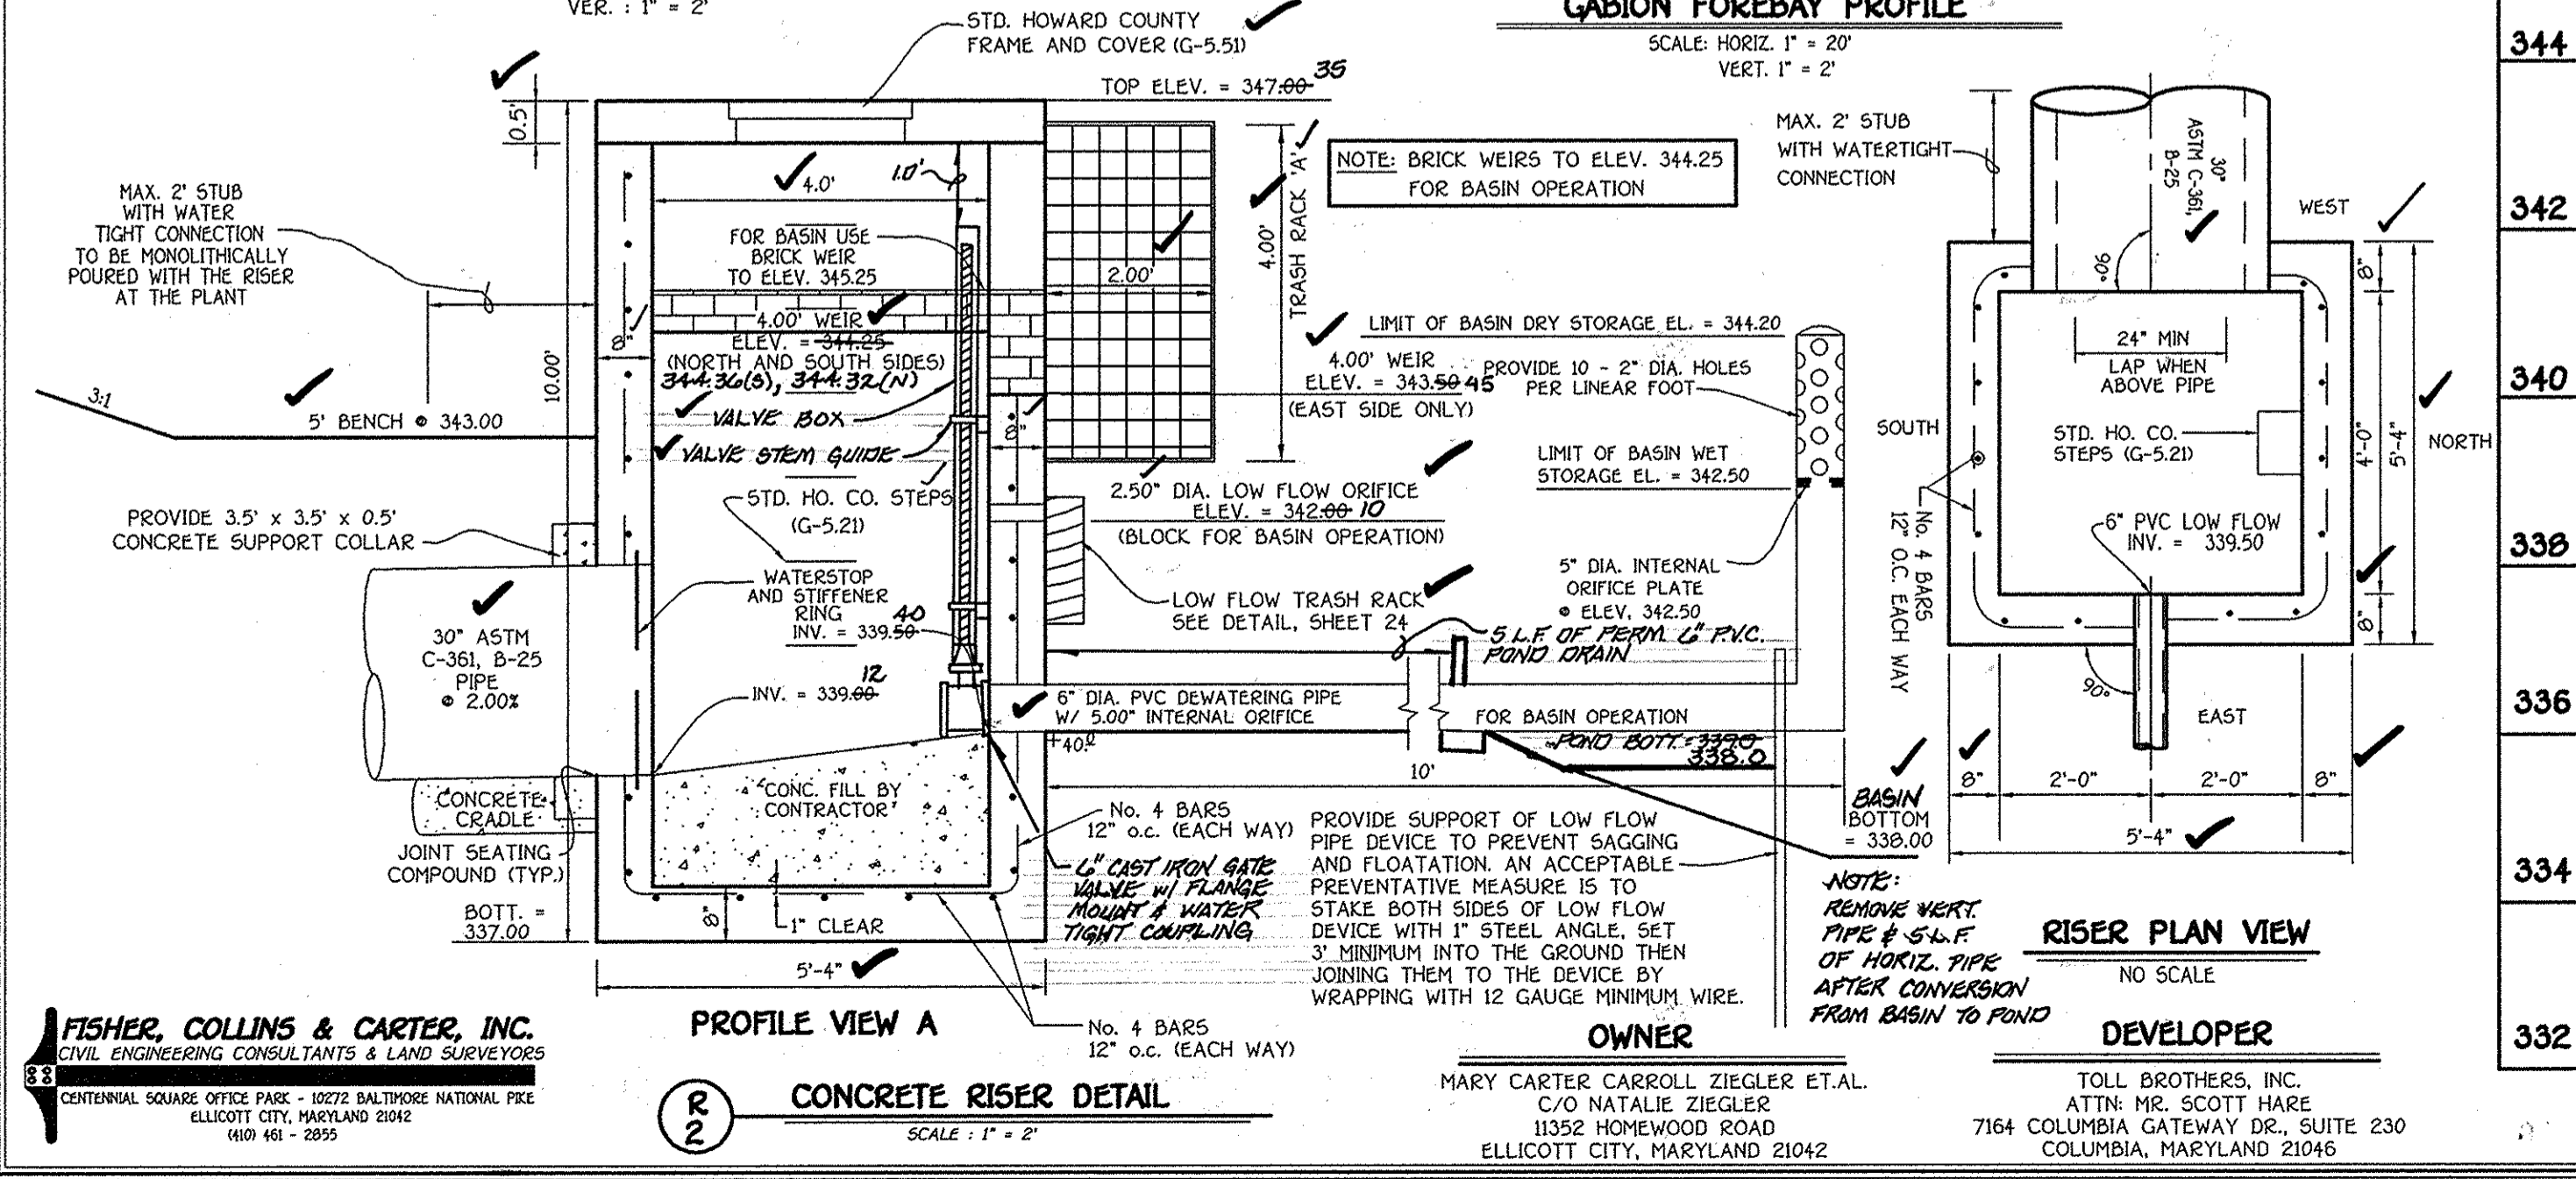 VER. : 1" = 2'
STD. HOWARD COUNTY
FRAME AND COVER (G-5.51)
TOP ELEV. = 347.00 35
GABION FOREBAY PROFILE
SCALE: HORIZ. 1" = 20'
VERT. 1" = 2'
0.5'
10.00'
4.0'
1.0'
MAX. 2' STUB
WITH WATER
TIGHT CONNECTION
TO BE MONOLITHICALLY
POURED WITH THE RISER
AT THE PLANT
FOR BASIN USE
BRICK WEIR
TO ELEV. 345.25
4.00' WEIR
ELEV. = 344.25
(NORTH AND SOUTH SIDES)
344.36(S), 344.32(N)
8"
VALVE BOX
VALVE STEM GUIDE
STD. HO. CO. STEPS
(G-5.21)
3:1
5' BENCH @ 343.00
PROVIDE 3.5' x 3.5' x 0.5'
CONCRETE SUPPORT COLLAR
WATERSTOP
AND STIFFENER
RING
INV. = 339.50 40
30" ASTM
C-361, B-25
PIPE
@ 2.00%
INV. = 339.00 12
CONCRETE
CRADLE
JOINT SEATING
COMPOUND (TYP.)
BOTT. =
337.00
CONC. FILL BY
CONTRACTOR
8"
1" CLEAR
5'-4"
2.00'
4.00'
TRASH RACK 'A'
NOTE: BRICK WEIRS TO ELEV. 344.25
FOR BASIN OPERATION
LIMIT OF BASIN DRY STORAGE EL. = 344.20
4.00' WEIR
ELEV. = 343.50 45
(EAST SIDE ONLY)
8"
PROVIDE 10 - 2" DIA. HOLES
PER LINEAR FOOT
2.50" DIA. LOW FLOW ORIFICE
ELEV. = 342.00 10
(BLOCK FOR BASIN OPERATION)
LIMIT OF BASIN WET
STORAGE EL. = 342.50
LOW FLOW TRASH RACK
SEE DETAIL, SHEET 24
5" DIA. INTERNAL
ORIFICE PLATE
@ ELEV. 342.50
5 L.F. OF PERM 6" P.V.C.
POND DRAIN
6" DIA. PVC DEWATERING PIPE
W/ 5.00" INTERNAL ORIFICE
FOR BASIN OPERATION
POND BOTT = 339.0
338.0
10'
No. 4 BARS
12" o.c. (EACH WAY)
6" CAST IRON GATE
VALVE W/ FLANGE
MOUNT & WATER
TIGHT COUPLING
PROVIDE SUPPORT OF LOW FLOW
PIPE DEVICE TO PREVENT SAGGING
AND FLOATATION. AN ACCEPTABLE
PREVENTATIVE MEASURE IS TO
STAKE BOTH SIDES OF LOW FLOW
DEVICE WITH 1" STEEL ANGLE, SET
3' MINIMUM INTO THE GROUND THEN
JOINING THEM TO THE DEVICE BY
WRAPPING WITH 12 GAUGE MINIMUM WIRE.
BASIN
BOTTOM
= 338.00
NOTE:
REMOVE VERT.
PIPE & 5 L.F.
OF HORIZ. PIPE
AFTER CONVERSION
FROM BASIN TO POND
No. 4 BARS
12" o.c. (EACH WAY)
MAX. 2' STUB
WITH WATERTIGHT
CONNECTION
30"
ASTM C-361,
B-25
WEST
90°
8"
24" MIN
LAP WHEN
ABOVE PIPE
SOUTH
STD. HO. CO.
STEPS (G-5.21)
4'-0"
5'-4"
NORTH
No. 4 BARS
12" O.C. EACH WAY
6" PVC LOW FLOW
INV. = 339.50
8"
90°
EAST
8"
2'-0"
2'-0"
8"
5'-4"
RISER PLAN VIEW
NO SCALE
344
342
340
338
336
334
332
PROFILE VIEW A
R
2
CONCRETE RISER DETAIL
SCALE : 1" = 2'
FISHER, COLLINS & CARTER, INC.
CIVIL ENGINEERING CONSULTANTS & LAND SURVEYORS
CENTENNIAL SQUARE OFFICE PARK - 10272 BALTIMORE NATIONAL PIKE
ELLICOTT CITY, MARYLAND 21042
(410) 461 - 2855
OWNER
MARY CARTER CARROLL ZIEGLER ET.AL.
C/O NATALIE ZIEGLER
11352 HOMEWOOD ROAD
ELLICOTT CITY, MARYLAND 21042
DEVELOPER
TOLL BROTHERS, INC.
ATTN: MR. SCOTT HARE
7164 COLUMBIA GATEWAY DR., SUITE 230
COLUMBIA, MARYLAND 21046